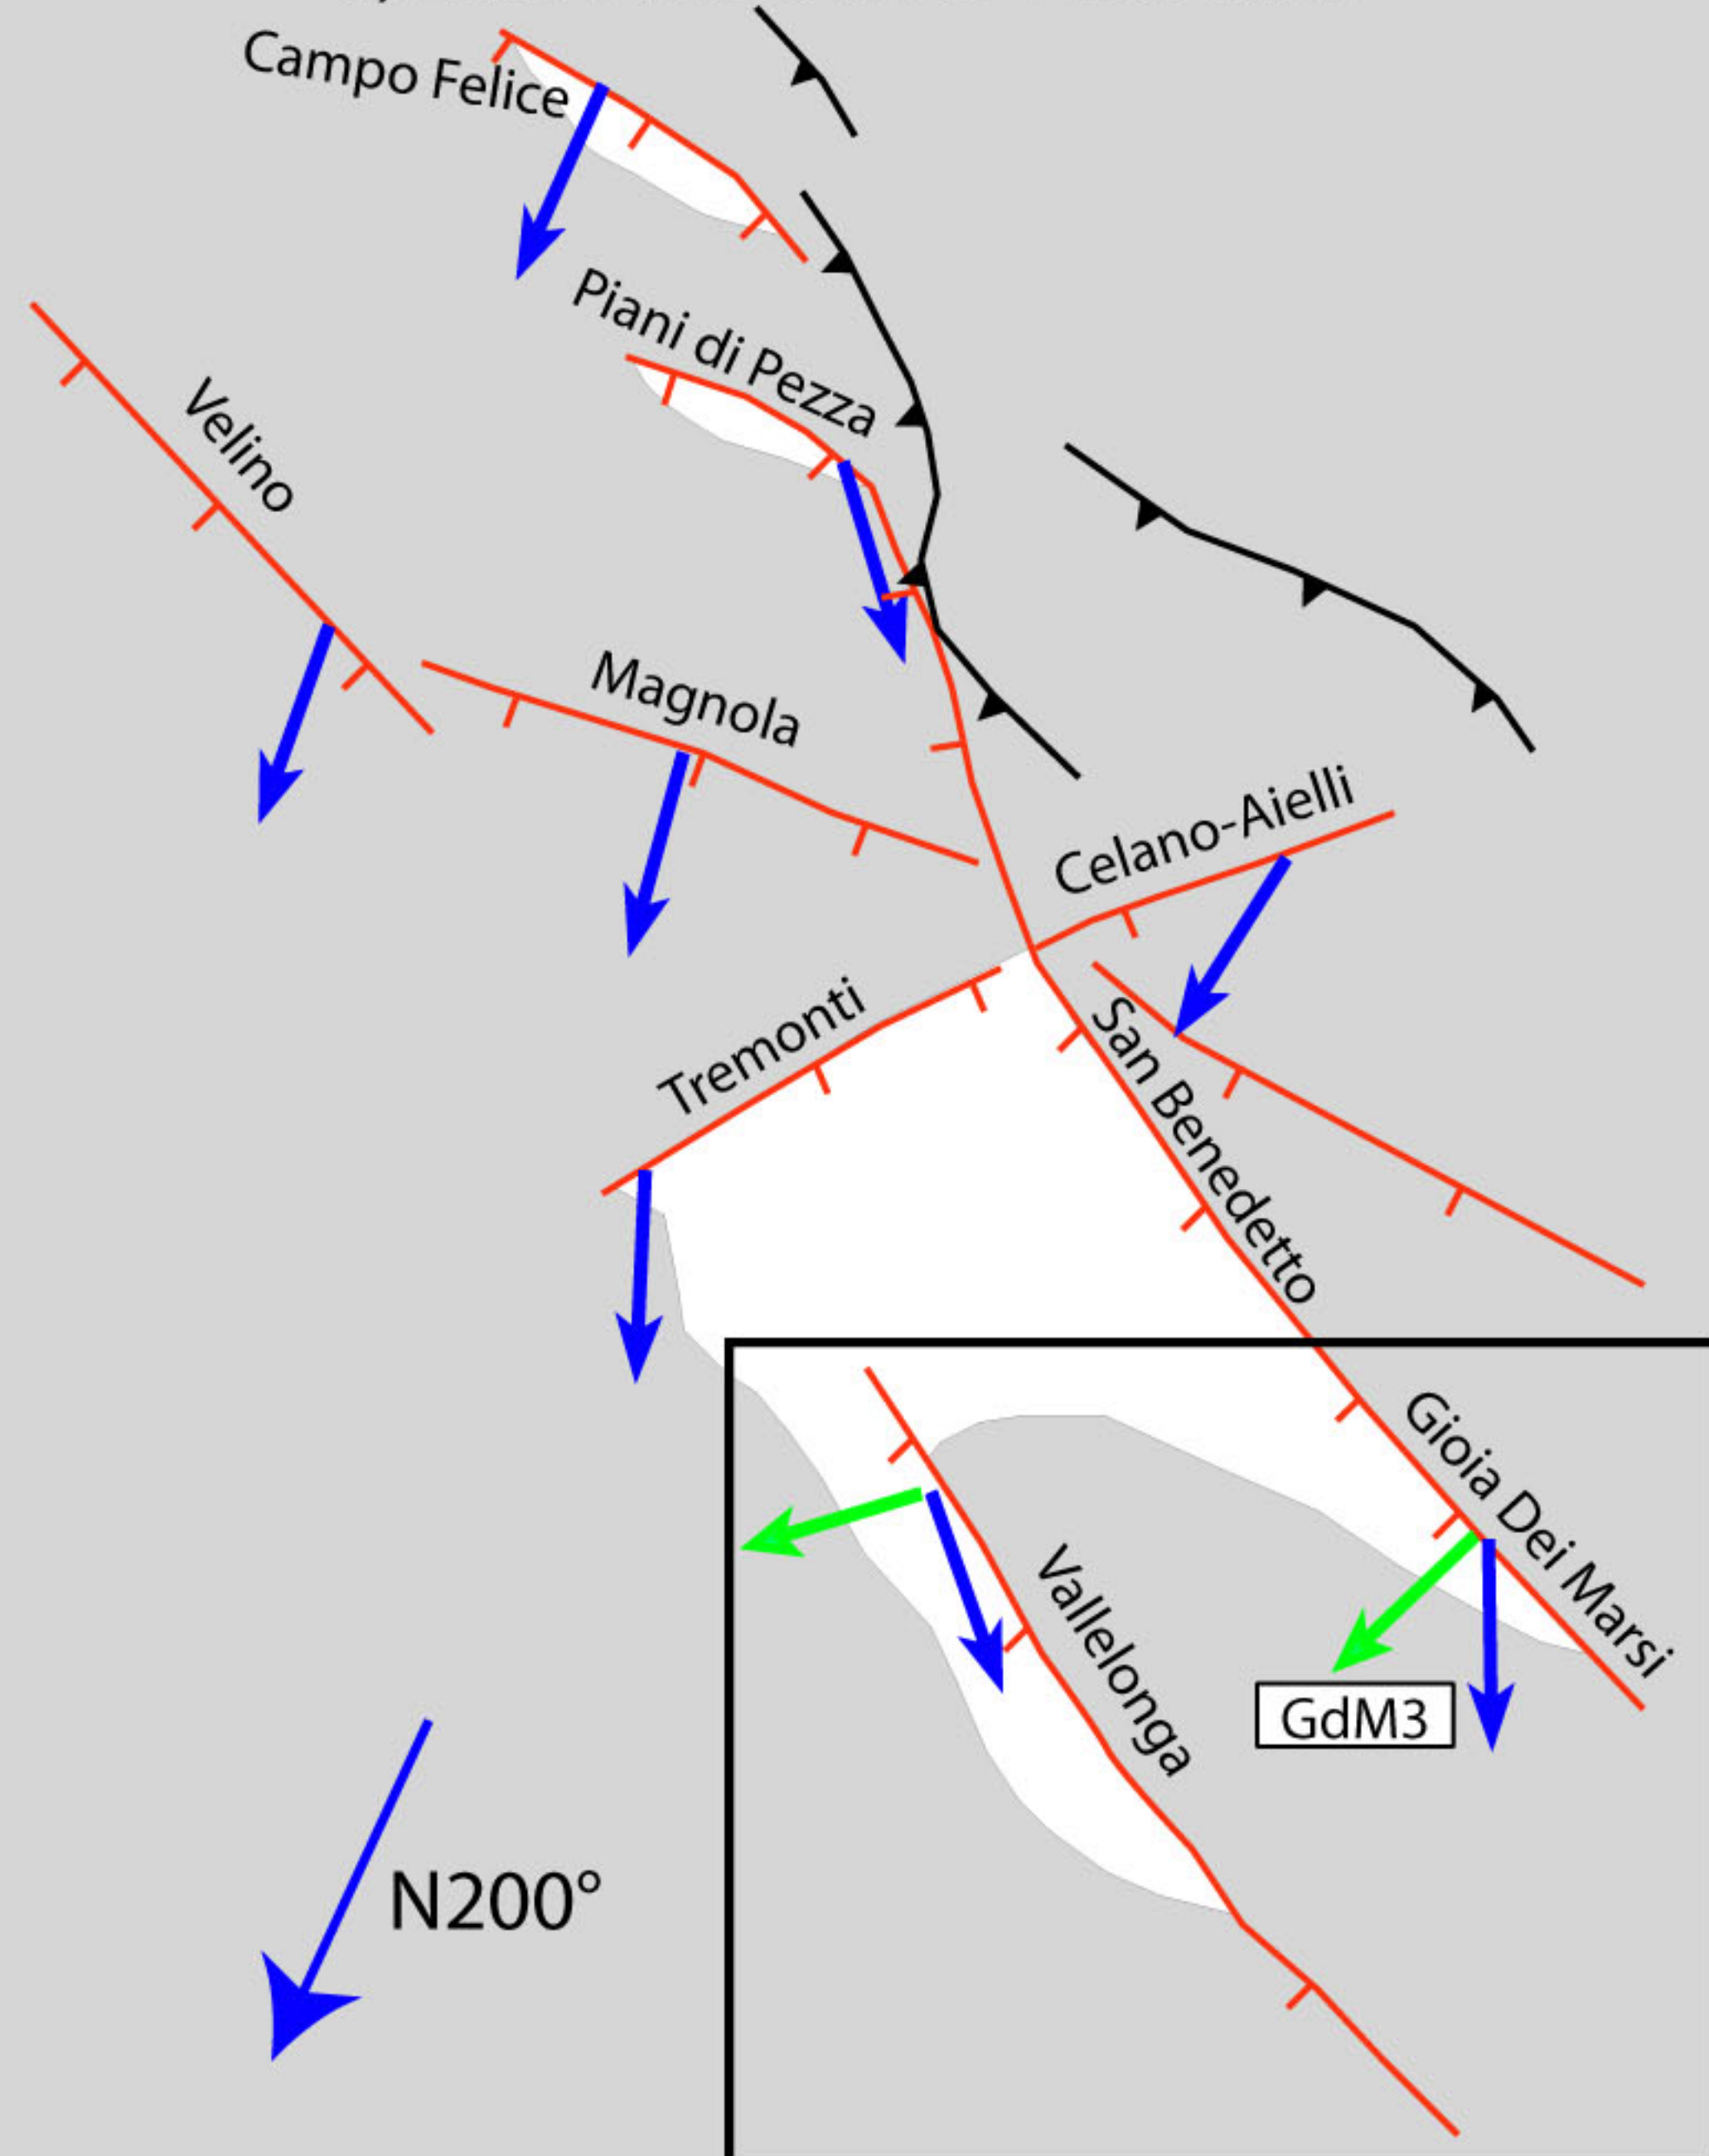 Campo Felice
Piani di Pezza
Velino
Magnola
Celano-Aielli
Tremonti
San Benedetto
Gioia Dei Marsi
Vallelonga
GdM3
N200°